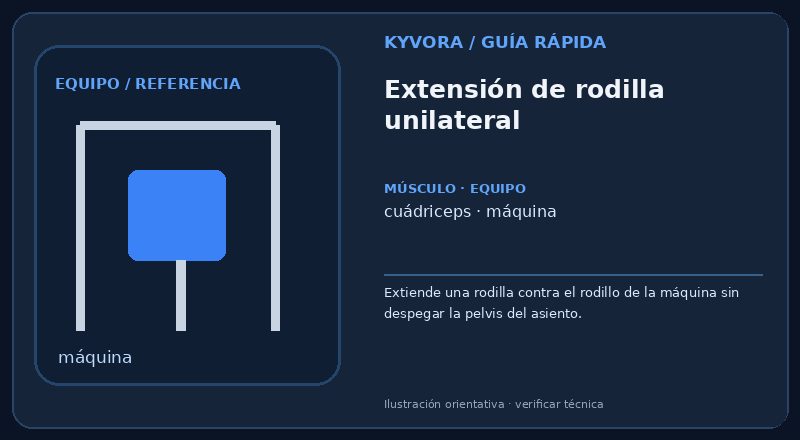 EQUIPO / REFERENCIA
máquina
KYVORA / GUÍA RÁPIDA
Extensión de rodilla
unilateral
MÚSCULO · EQUIPO
cuádriceps · máquina
Extiende una rodilla contra el rodillo de la máquina sin
despegar la pelvis del asiento.
Ilustración orientativa · verificar técnica